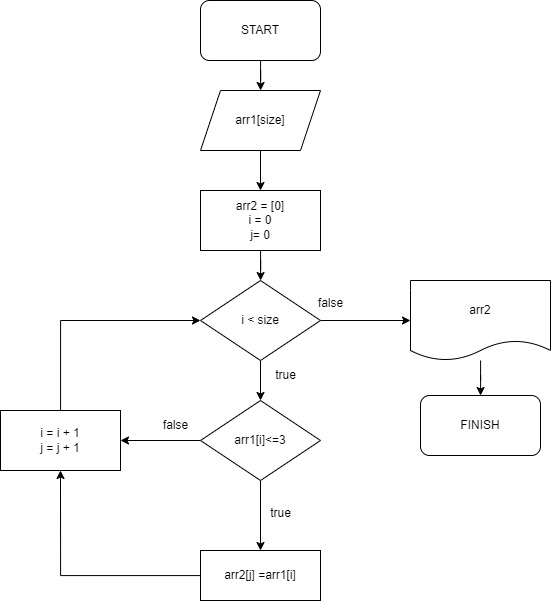 START
arr1[size]
arr2 = [0]
i = 0
j= 0
i < size
false
arr2
true
FINISH
arr1[i]<=3
false
i = i + 1
j = j + 1
true
arr2[j] =arr1[i]